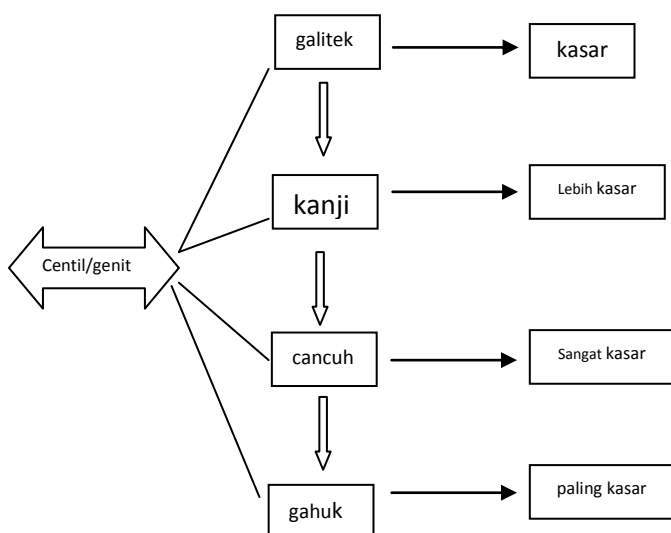 galitek
kasar
kanji
Lebih kasar
Centil/genit
cancuh
Sangat kasar
gahuk
paling kasar